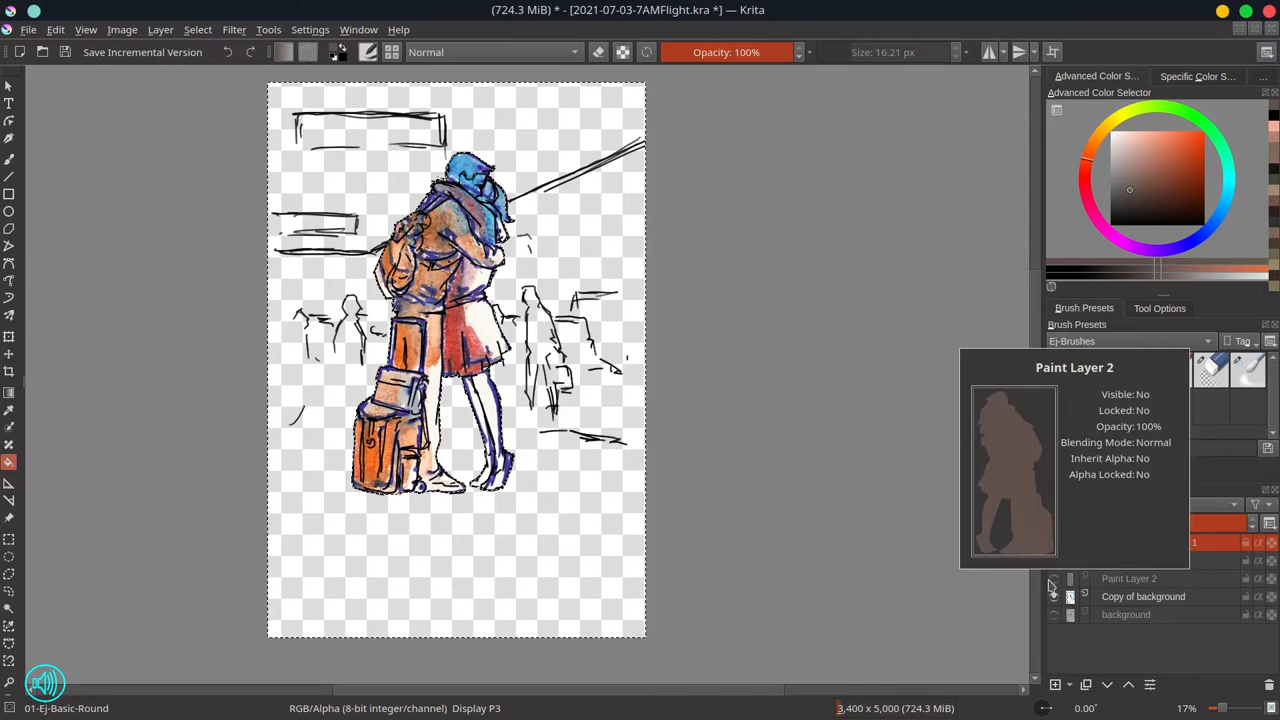 (724.3 MiB) * - [2021-07-03-7AMFlight.kra *] — Krita
File Edit View Image Layer Select Filter Tools Settings Window Help
Save Incremental Version Normal Opacity: 100% Size: 16.21 px
Advanced Color S... Specific Color S... ...
Advanced Color Selector
Brush Presets Tool Options
Brush Presets
Ej-Brushes Tag
Paint Layer 2
Visible: No
Locked: No
Opacity: 100%
Blending Mode: Normal
Inherit Alpha: No
Alpha Locked: No
1
Paint Layer 2
Copy of background
background
01-Ej-Basic-Round RGB/Alpha (8-bit integer/channel) Display P3 3,400 x 5,000 (724.3 MiB) 0.00° 17%